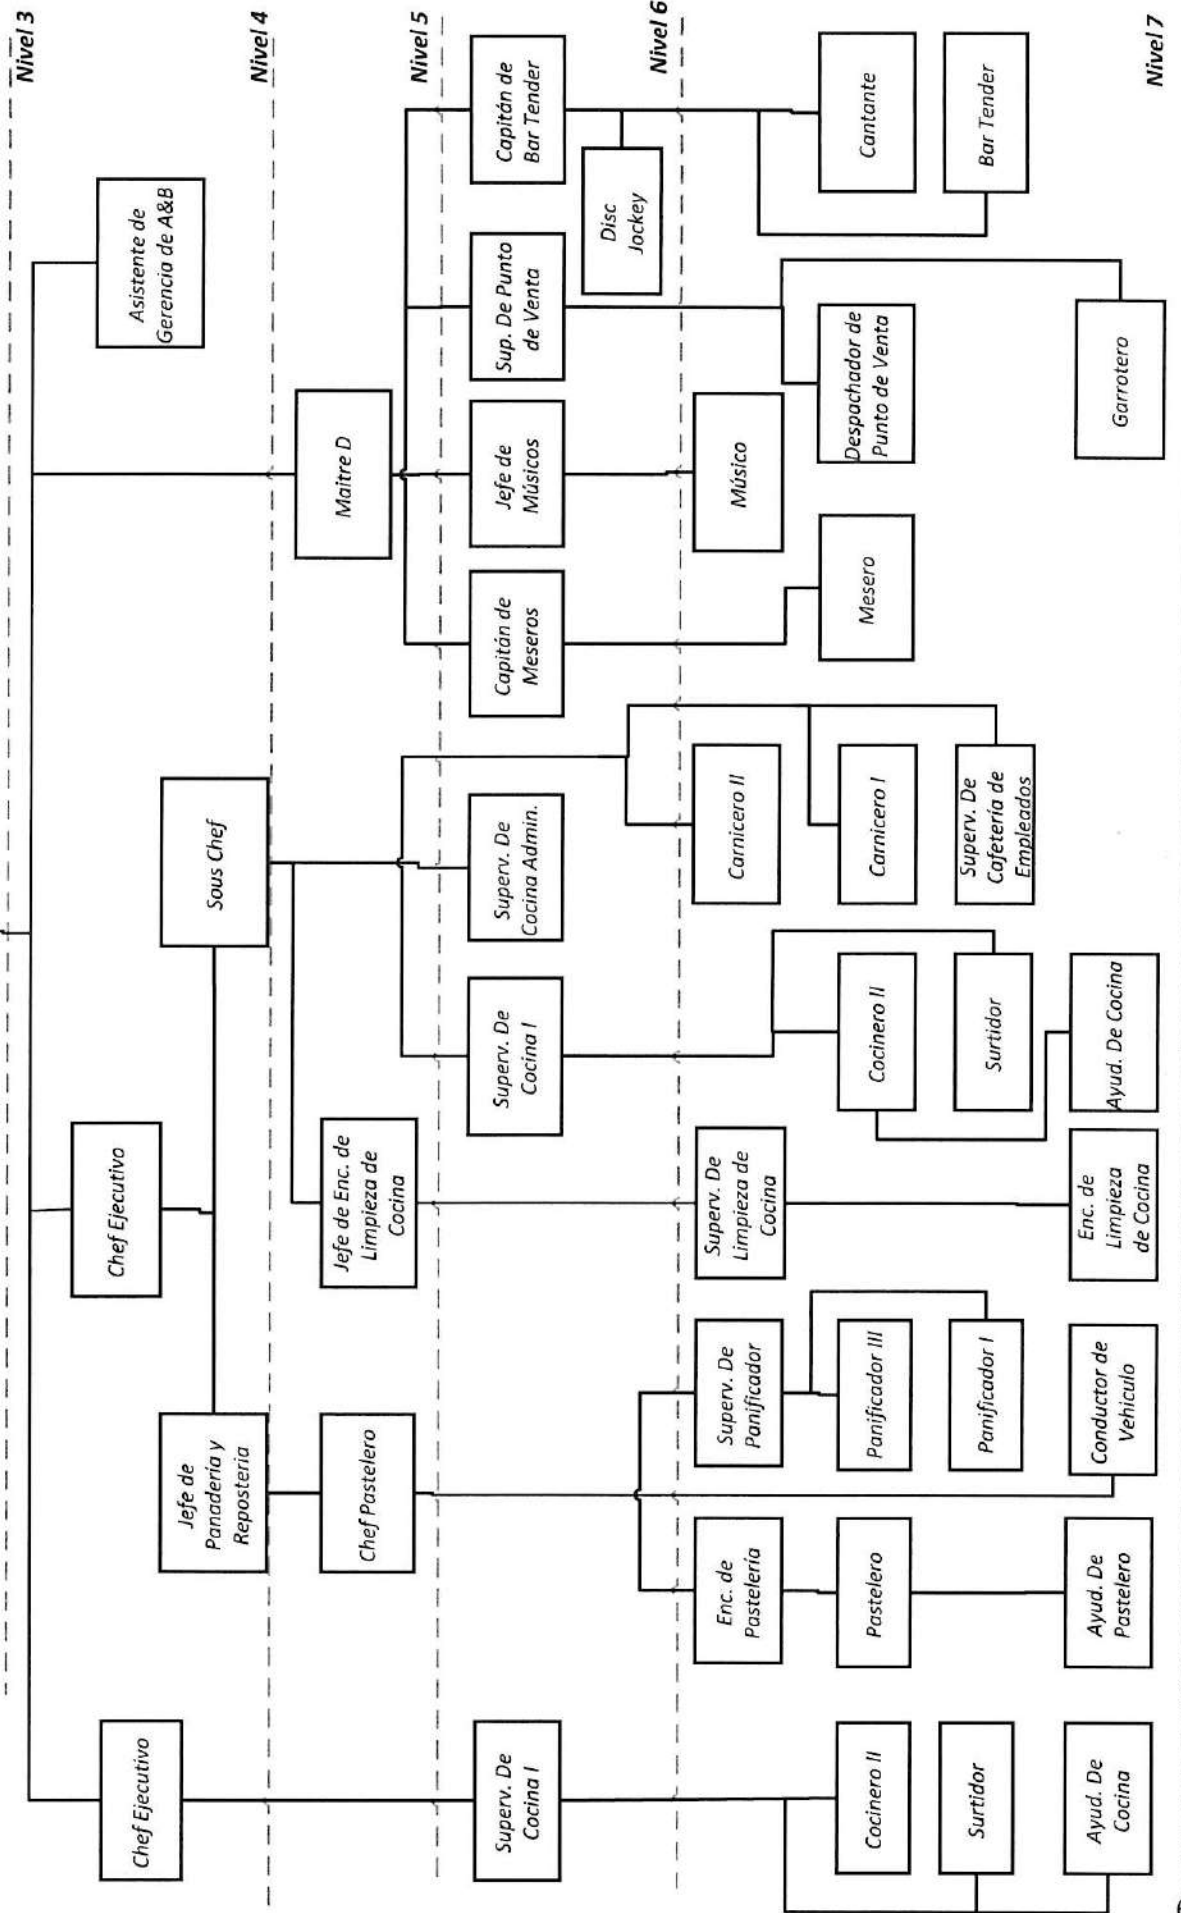 Nivel 3
Asistente de
Gerencia de A&B
Chef Ejecutivo
Chef Ejecutivo
Nivel 4
Sous Chef
Jefe de
Panadería y
Repostería
Nivel 5
Maitre D
Jefe de Enc. de
Limpieza de
Cocina
Chef Pastelero
Nivel 6
Capitán de
Bar Tender
Disc
Jockey
Sup. De Punto
de Venta
Jefe de
Músicos
Capitán de
Meseros
Superv. De
Cocina Admin.
Superv. De
Cocina I
Superv. De
Cocina I
Nivel 7
Cantante
Bar Tender
Despachador de
Punto de Venta
Garrotero
Músico
Mesero
Carnicero II
Carnicero I
Superv. De
Cafetería de
Empleados
Cocinero II
Surtidor
Ayud. De Cocina
Superv. De
Limpieza de
Cocina
Enc. de
Limpieza
de Cocina
Superv. De
Panificador
Panificador III
Panificador I
Conductor de
Vehiculo
Enc. de
Pastelería
Pastelero
Ayud. De
Pastelero
Cocinero II
Surtidor
Ayud. De
Cocina